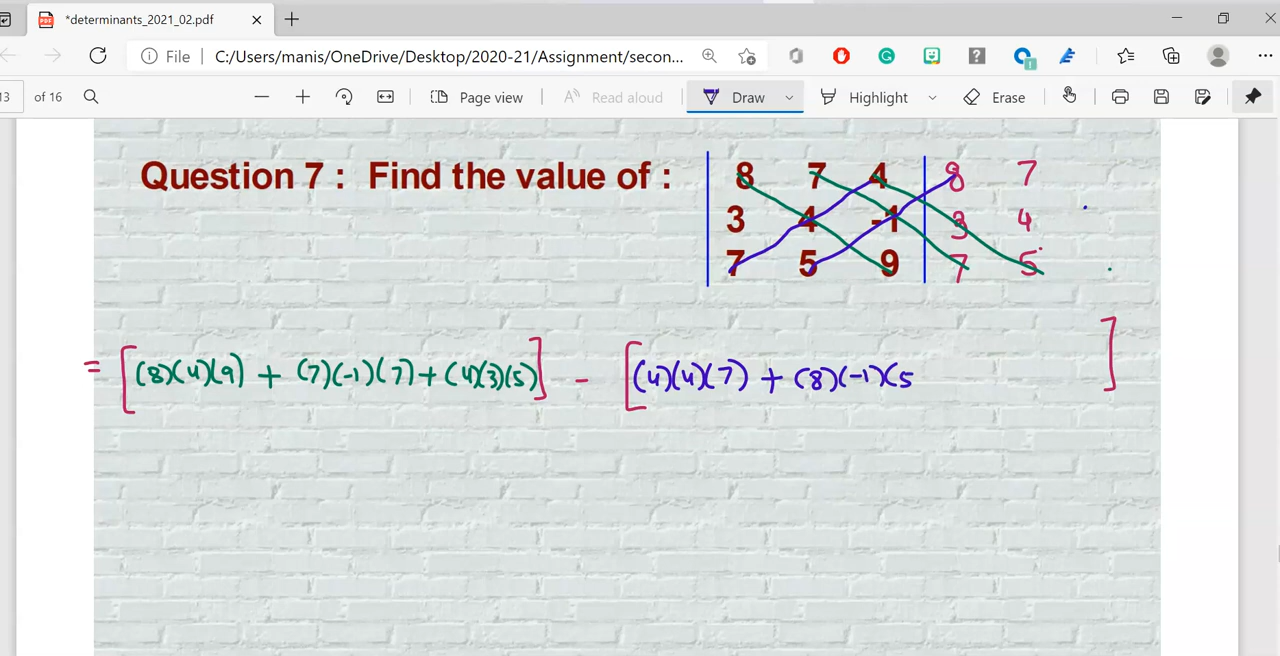 *determinants_2021_02.pdf
File C:/Users/manis/OneDrive/Desktop/2020-21/Assignment/secon...
13 of 16 Page view Read aloud Draw Highlight Erase
Question 7 : Find the value of :
8 7 4 8 7
3 4 -1 3 4
7 5 9 7 5
= [(8)(4)(9) + (7)(-1)(7) + (4)(3)(5)] - [(4)(4)(7) + (8)(-1)(5 ]